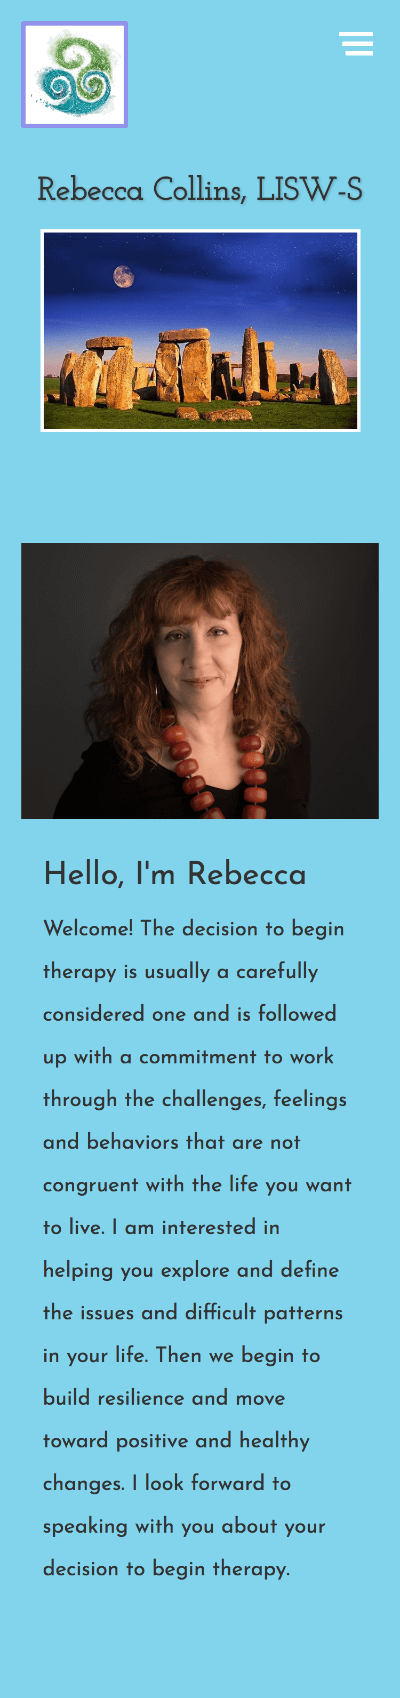 Rebecca Collins, LISW-S
Hello, I'm Rebecca
Welcome! The decision to begin
therapy is usually a carefully
considered one and is followed
up with a commitment to work
through the challenges, feelings
and behaviors that are not
congruent with the life you want
to live. I am interested in
helping you explore and define
the issues and difficult patterns
in your life. Then we begin to
build resilience and move
toward positive and healthy
changes. I look forward to
speaking with you about your
decision to begin therapy.